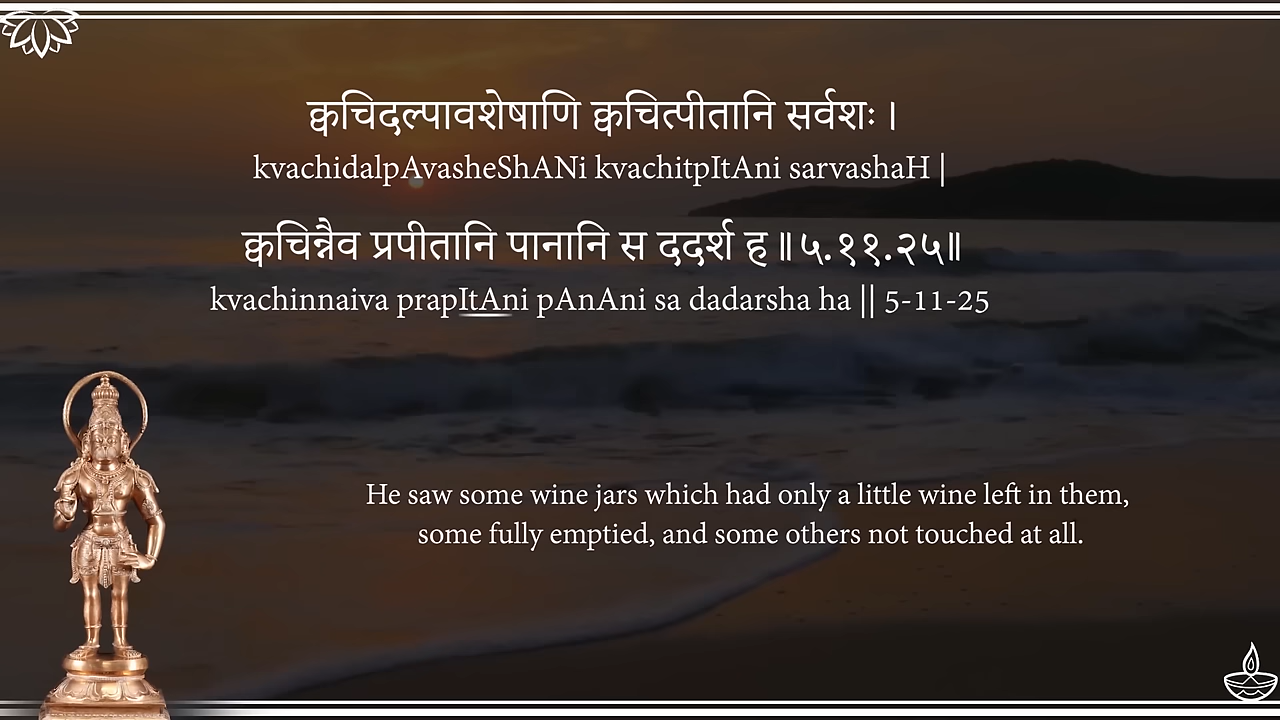 क्वचिदल्पावशेषाणि क्वचित्पीतानि सर्वशः ।
kvachidalpAvasheShANi kvachitpItAni sarvashaH |
क्वचिन्नैव प्रपीतानि पानानि स ददर्श ह ॥५.११.२५॥
kvachinnaiva prapItAni pAnAni sa dadarsha ha || 5-11-25
He saw some wine jars which had only a little wine left in them,
some fully emptied, and some others not touched at all.